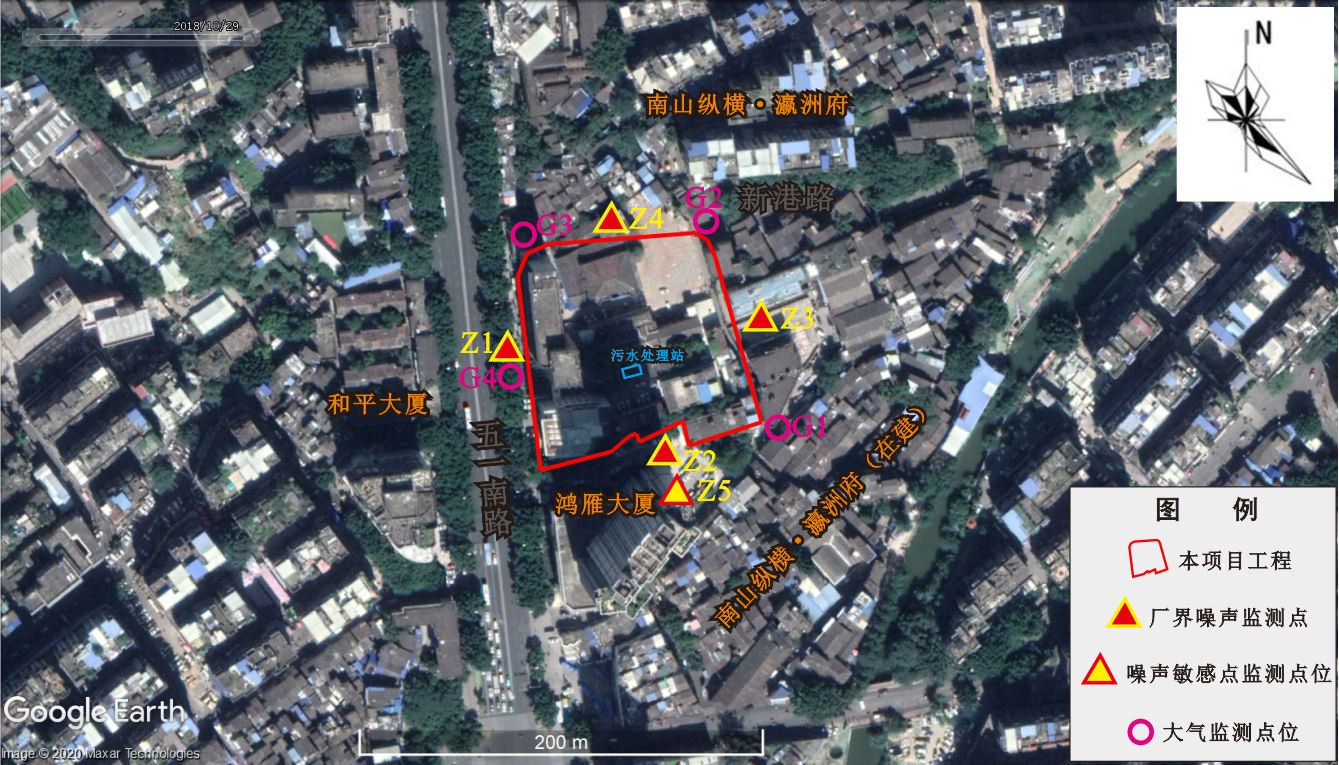 2018/10/29
N
南山纵横·瀛洲府
G2
新港路
G3
Z4
Z3
Z1
污水处理站
G4
和平大厦
G1
五一南路
Z2
Z5
鸿雁大厦
南山纵横·瀛洲府（在建）
图 例
本项目工程
厂界噪声监测点
噪声敏感点监测点位
大气监测点位
Google Earth
200 m
Image © 2020 Maxar Technologies